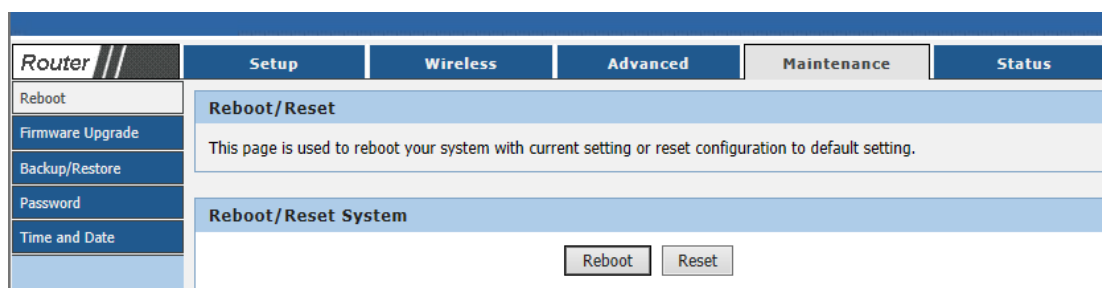 Router
Setup Wireless Advanced Maintenance Status
Reboot
Firmware Upgrade
Backup/Restore
Password
Time and Date
Reboot/Reset
This page is used to reboot your system with current setting or reset configuration to default setting.
Reboot/Reset System
Reboot Reset